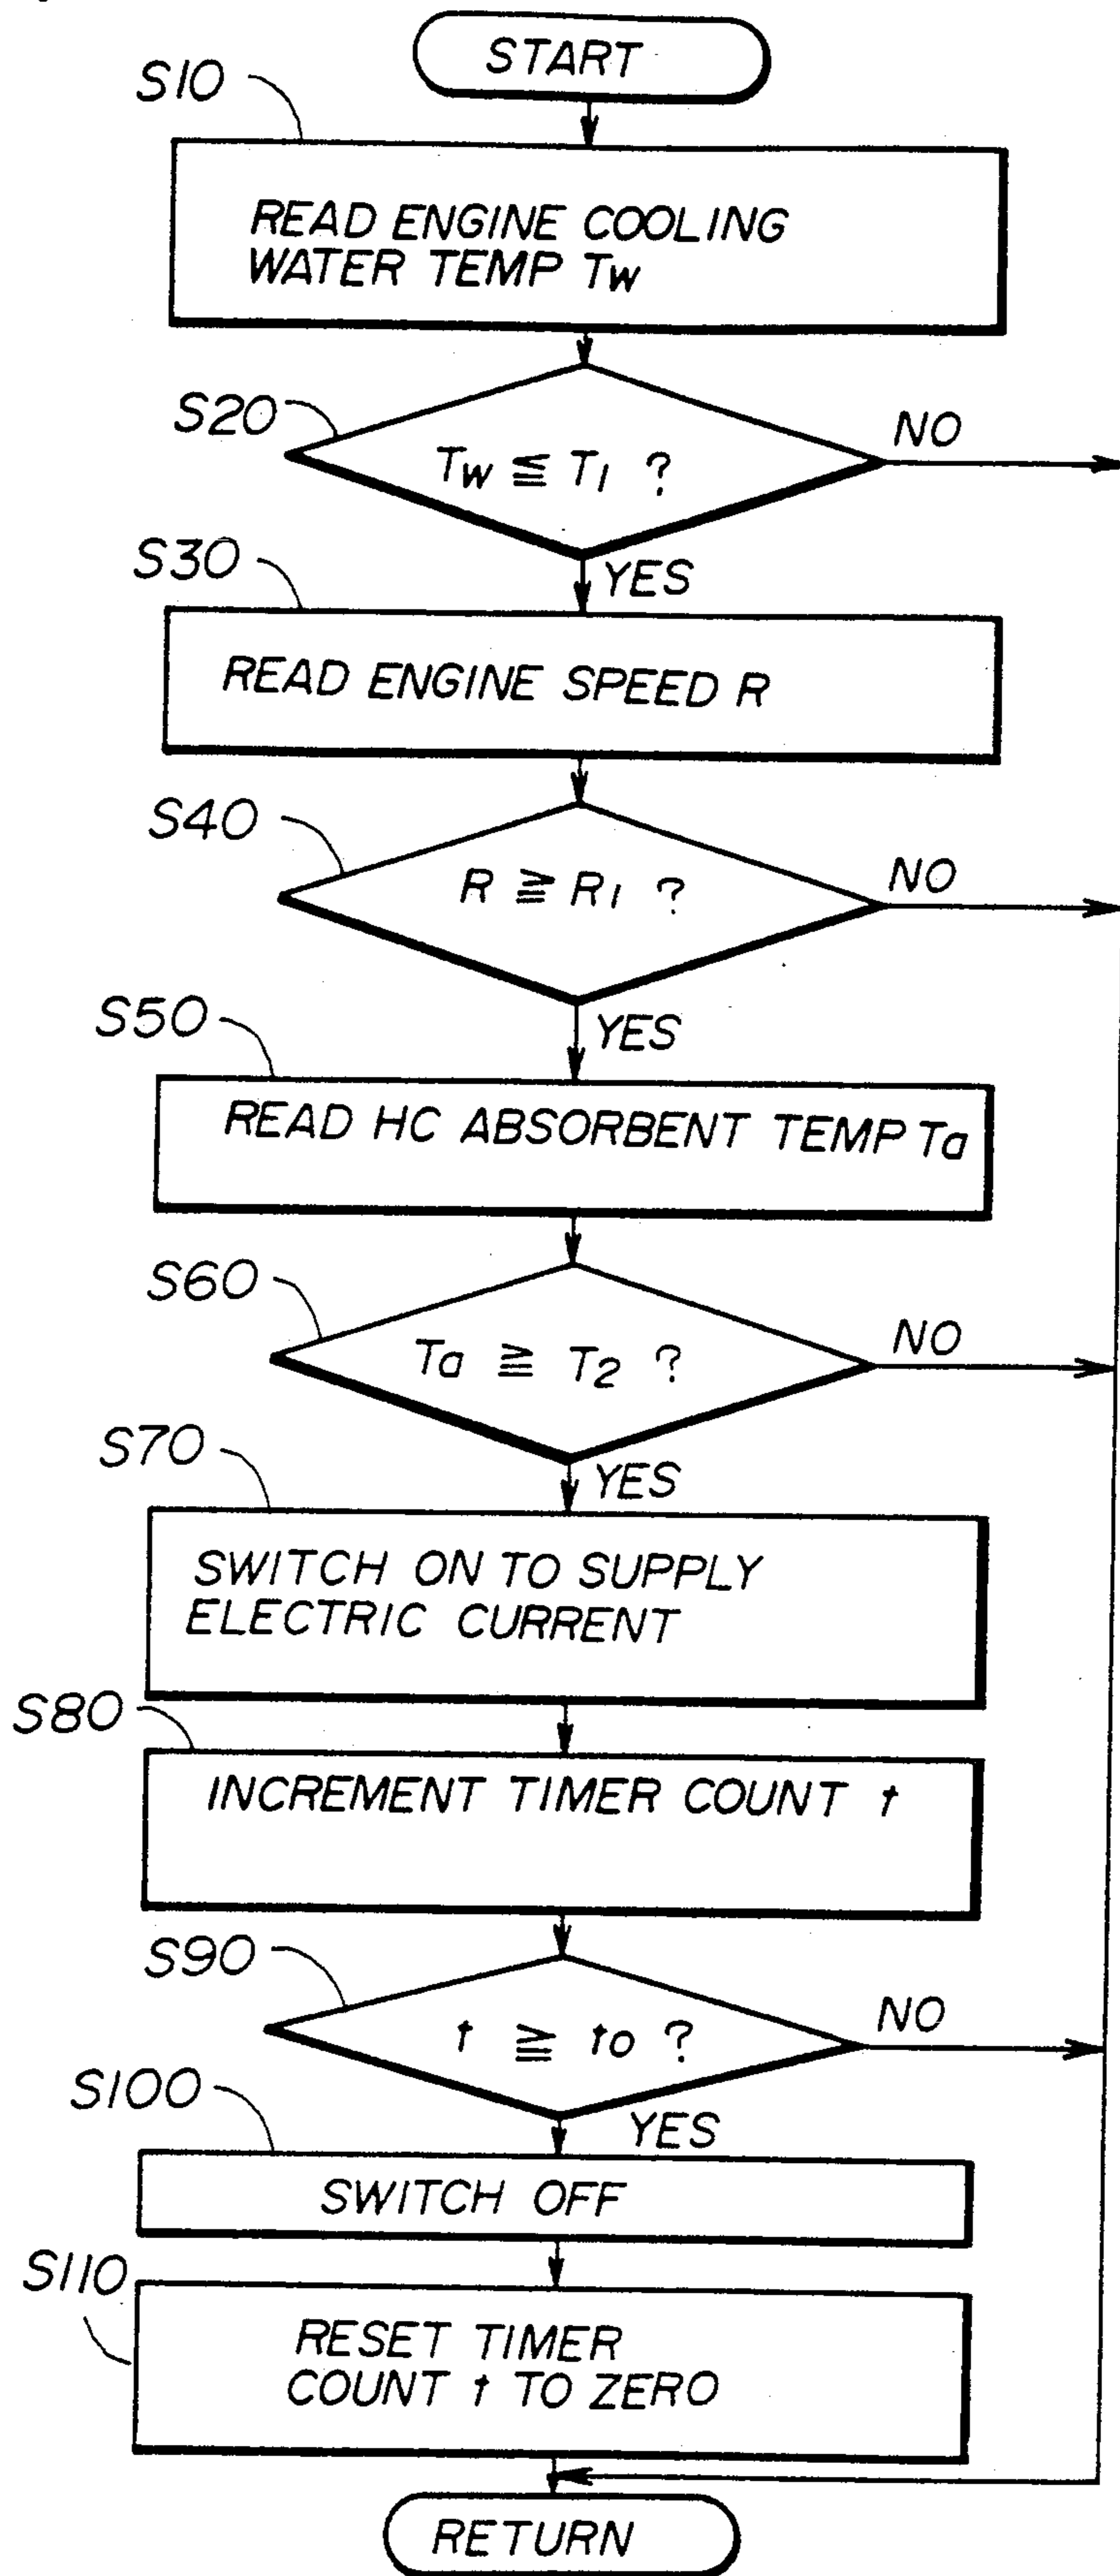 START
S10
READ ENGINE COOLING
WATER TEMP Tw
S20
Tw ≦ T1 ?
NO
YES
S30
READ ENGINE SPEED R
S40
R ≧ R1 ?
NO
YES
S50
READ HC ABSORBENT TEMP Ta
S60
Ta ≧ T2 ?
NO
YES
S70
SWITCH ON TO SUPPLY
ELECTRIC CURRENT
S80
INCREMENT TIMER COUNT t
S90
t ≧ to ?
NO
YES
S100
SWITCH OFF
S110
RESET TIMER
COUNT t TO ZERO
RETURN